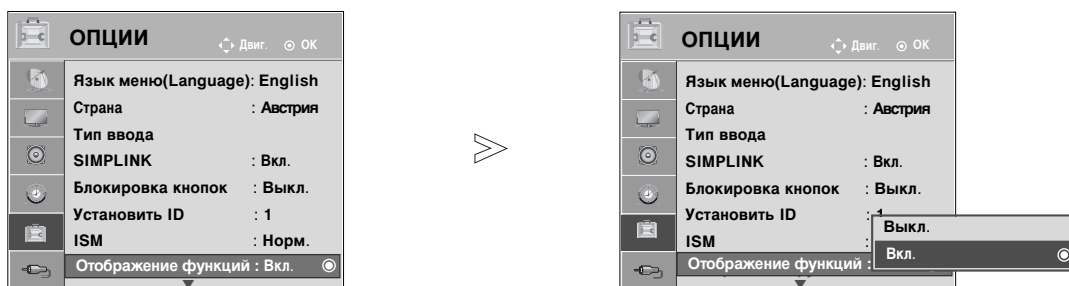 ОПЦИИ Двиг. OK
Язык меню(Language): English
Страна : Австрия
Тип ввода
SIMPLINK : Вкл.
Блокировка кнопок : Выкл.
Установить ID : 1
ISM : Норм.
Отображение функций : Вкл.
ОПЦИИ Двиг. OK
Язык меню(Language): English
Страна : Австрия
Тип ввода
SIMPLINK : Вкл.
Блокировка кнопок : Выкл.
Установить ID : 1
ISM :
Отображение функций :
Выкл.
Вкл.